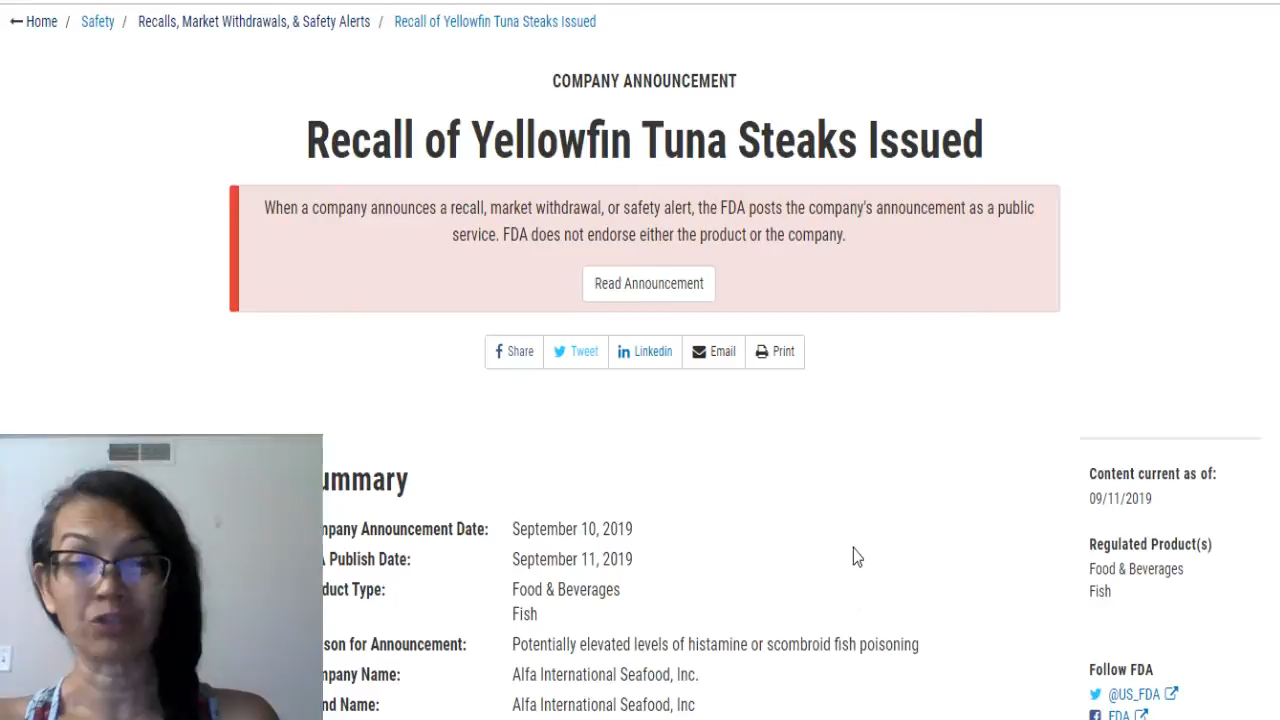 Home / Safety / Recalls, Market Withdrawals, & Safety Alerts / Recall of Yellowfin Tuna Steaks Issued
COMPANY ANNOUNCEMENT
Recall of Yellowfin Tuna Steaks Issued
When a company announces a recall, market withdrawal, or safety alert, the FDA posts the company's announcement as a public
service. FDA does not endorse either the product or the company.
Read Announcement
Share Tweet Linkedin Email Print
ummary
mpany Announcement Date: September 10, 2019
Publish Date: September 11, 2019
duct Type: Food & Beverages
Fish
son for Announcement: Potentially elevated levels of histamine or scombroid fish poisoning
mpany Name: Alfa International Seafood, Inc.
nd Name: Alfa International Seafood, Inc
Content current as of:
09/11/2019
Regulated Product(s)
Food & Beverages
Fish
Follow FDA
@US_FDA
FDA